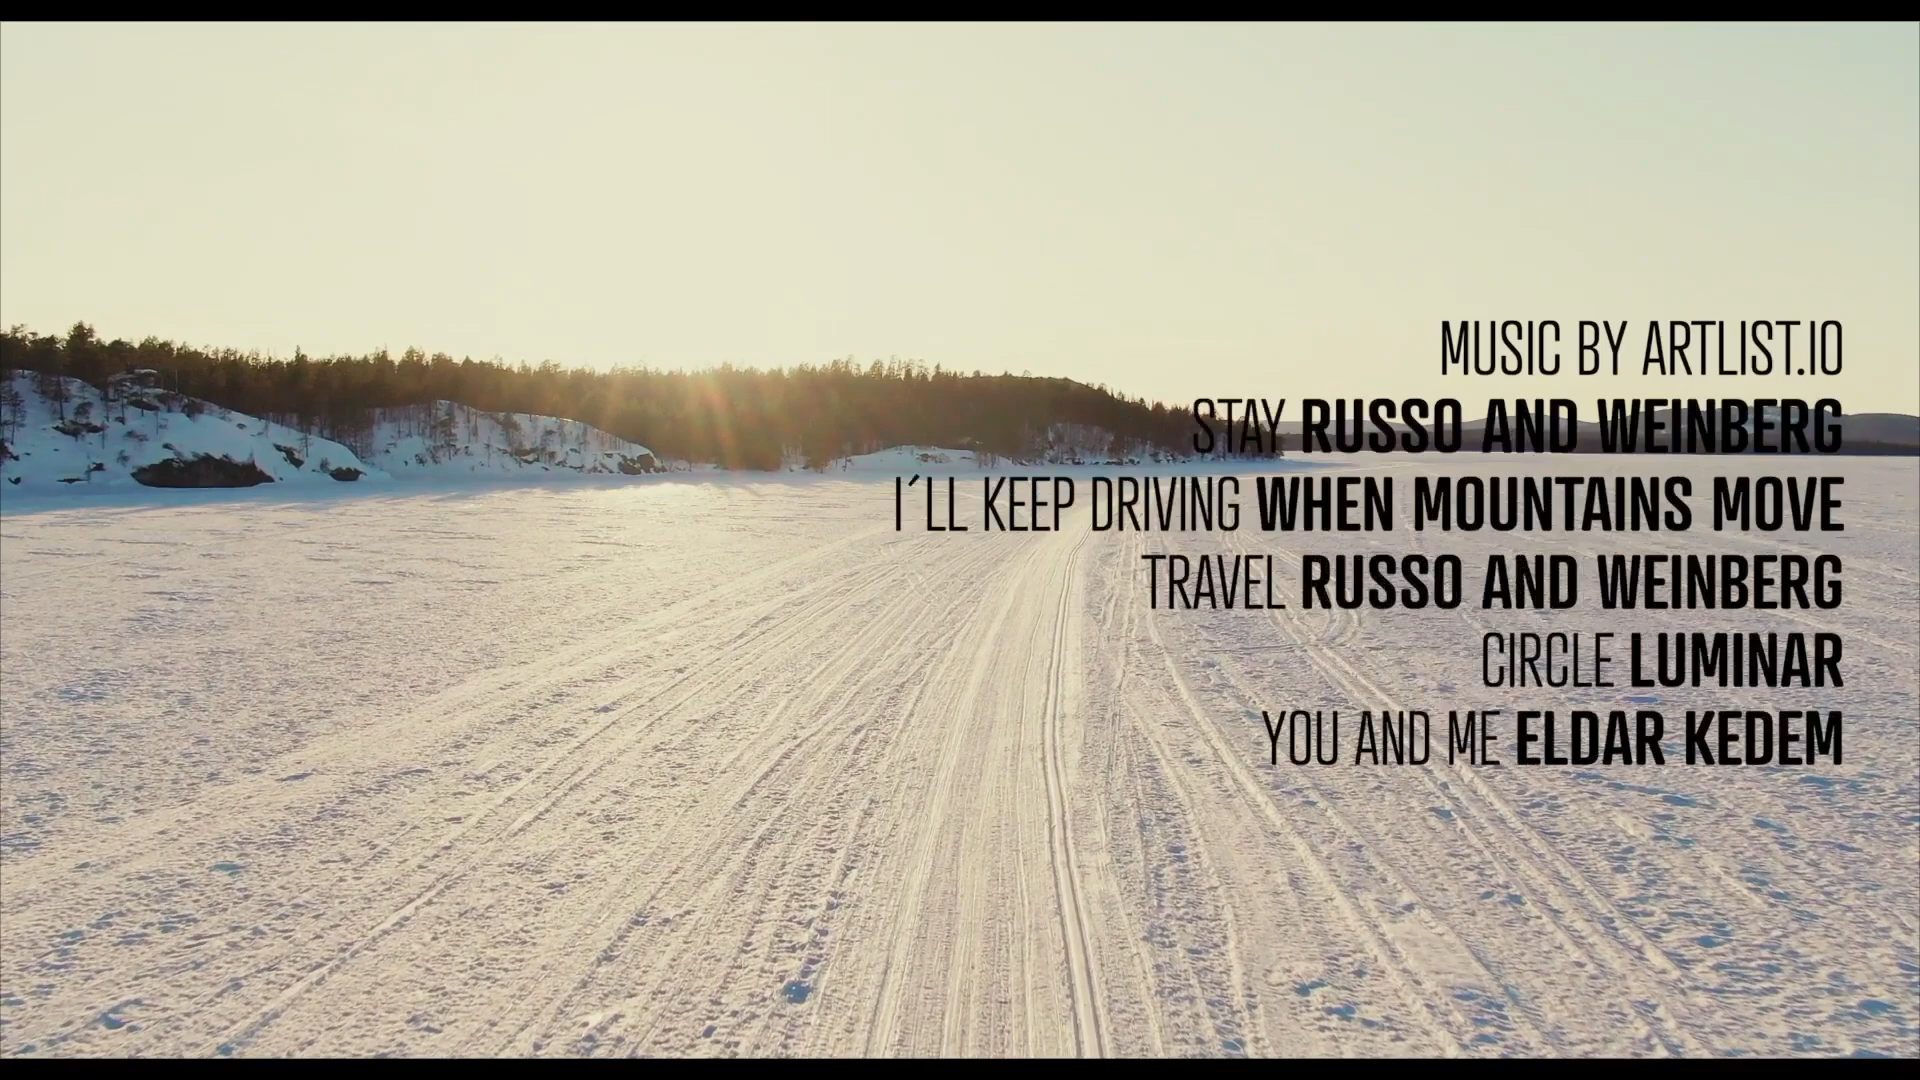 MUSIC BY ARTLIST.IO
STAY RUSSO AND WEINBERG
I´LL KEEP DRIVING WHEN MOUNTAINS MOVE
TRAVEL RUSSO AND WEINBERG
CIRCLE LUMINAR
YOU AND ME ELDAR KEDEM